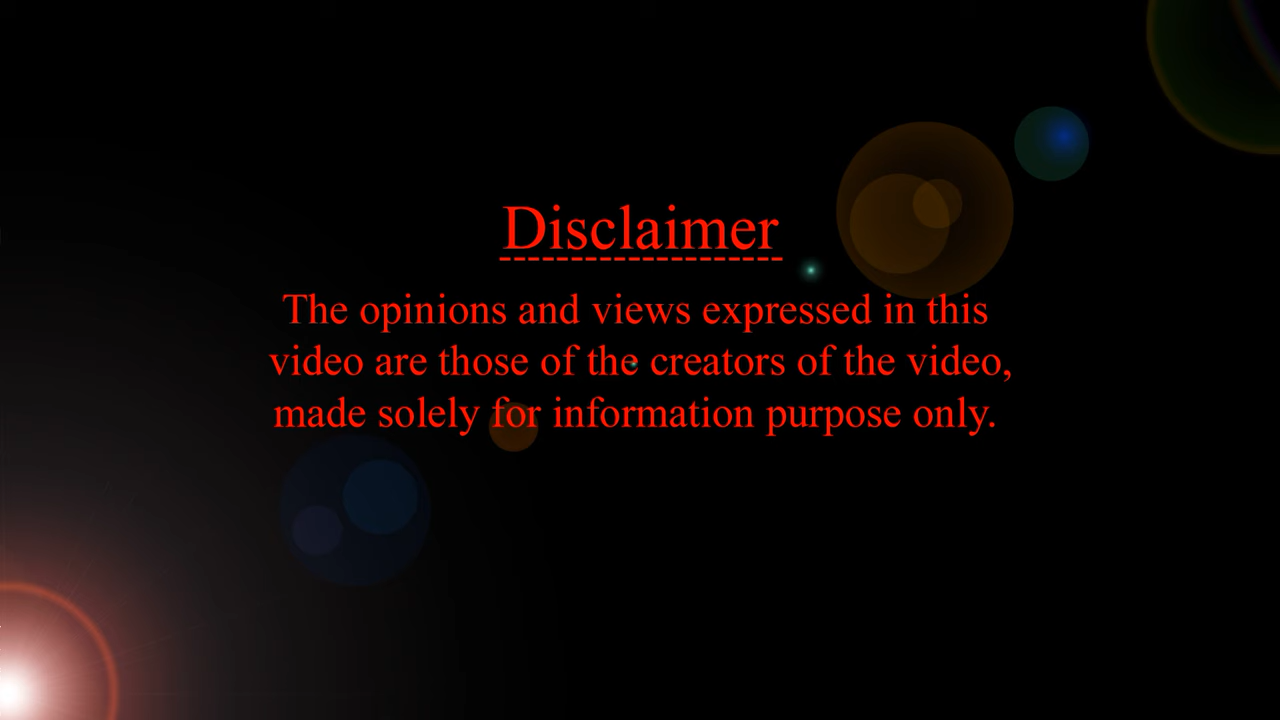 Disclaimer
The opinions and views expressed in this
video are those of the creators of the video,
made solely for information purpose only.